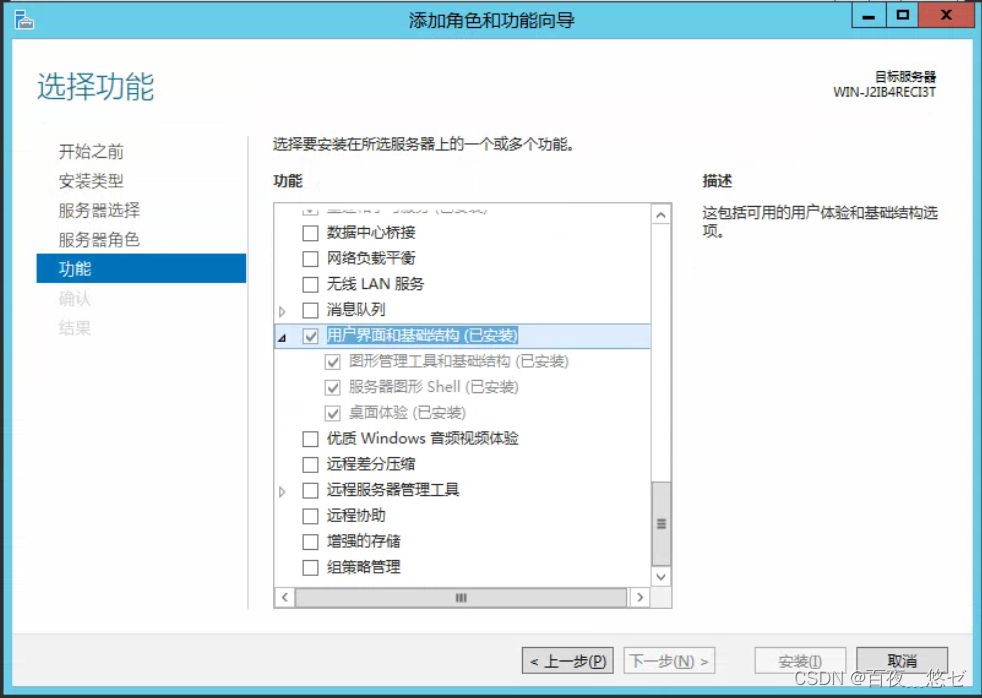 添加角色和功能向导
选择功能
目标服务器
WIN-J2IB4RECI3T
开始之前
安装类型
服务器选择
服务器角色
功能
确认
结果
选择要安装在所选服务器上的一个或多个功能。
功能
数据中心桥接
网络负载平衡
无线 LAN 服务
消息队列
用户界面和基础结构 (已安装)
图形管理工具和基础结构 (已安装)
服务器图形 Shell (已安装)
桌面体验 (已安装)
优质 Windows 音频视频体验
远程差分压缩
远程服务器管理工具
远程协助
增强的存储
组策略管理
描述
这包括可用的用户体验和基础结构选
项。
< 上一步(P)
下一步(N) >
安装(I)
取消
CSDN @百夜﹍悠ゼ